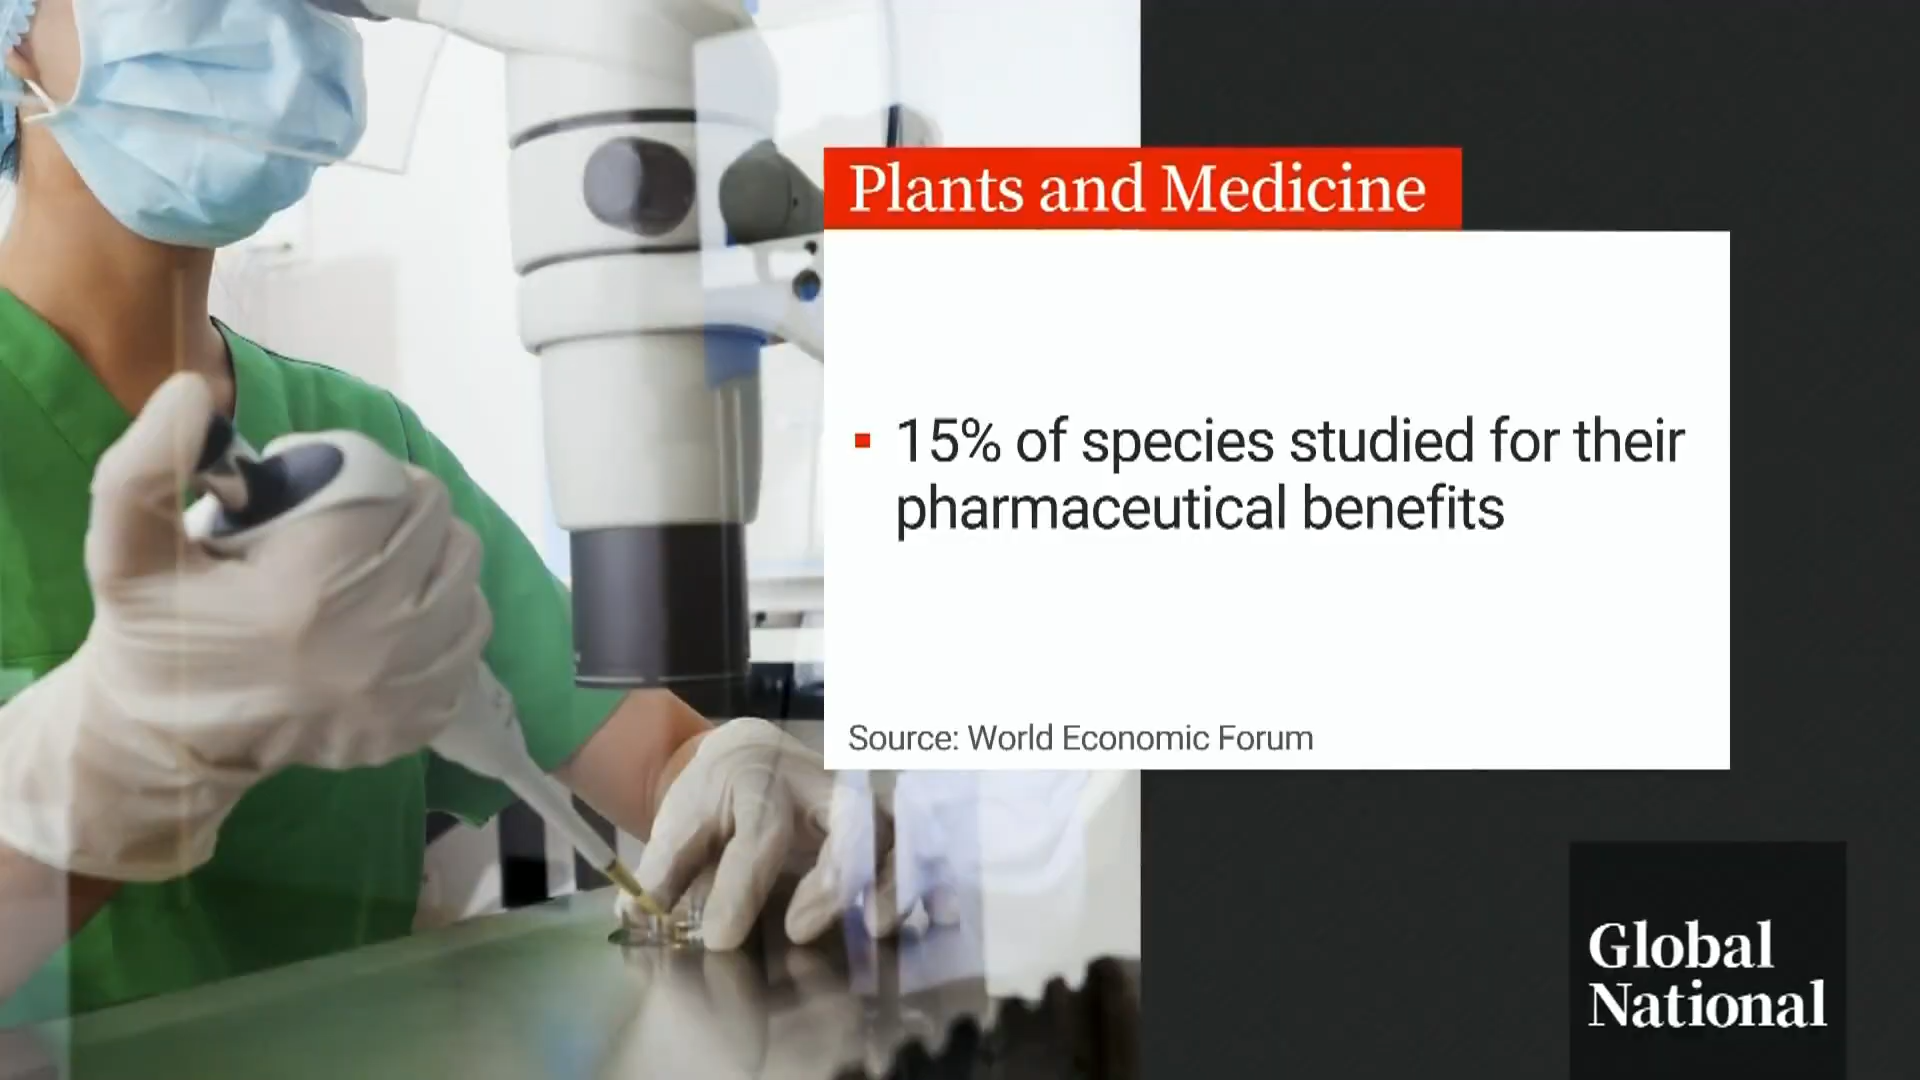 Plants and Medicine
▪ 15% of species studied for their
pharmaceutical benefits
Source: World Economic Forum
Global
National